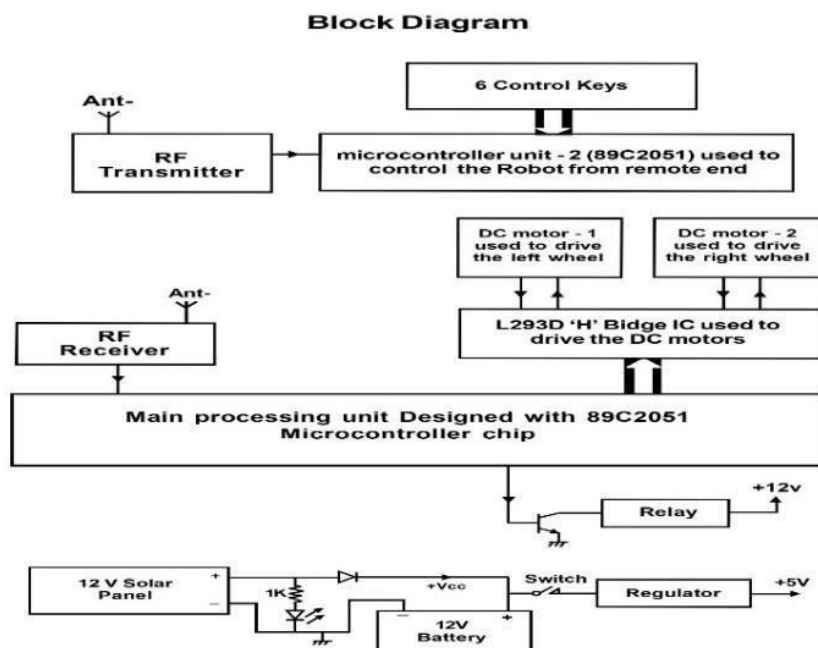 Block Diagram
6 Control Keys
Ant-
RF
Transmitter
microcontroller unit - 2 (89C2051) used to
control the Robot from remote end
DC motor - 1
used to drive
the left wheel
DC motor - 2
used to drive
the right wheel
Ant-
RF
Receiver
L293D ‘H’ Bidge IC used to
drive the DC motors
Main processing unit Designed with 89C2051
Microcontroller chip
Relay
+12v
12 V Solar
Panel
+
–
1K
+Vcc
Switch
Regulator
+5V
– +
12V
Battery